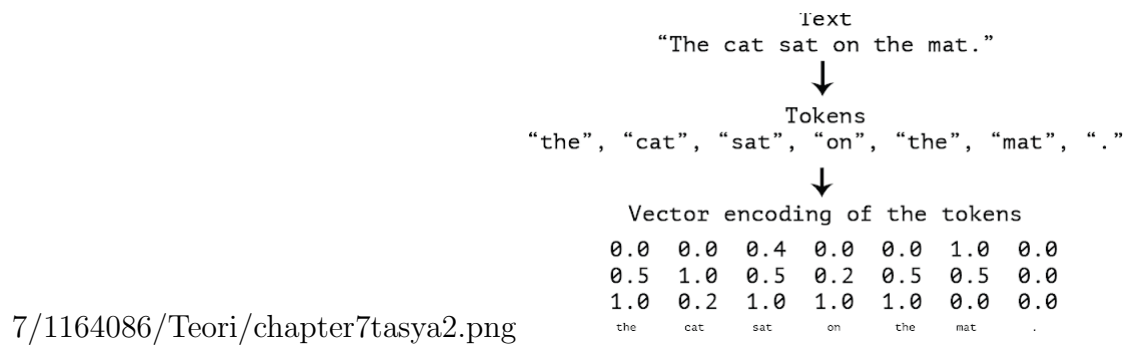 Text
“The cat sat on the mat.”
Tokens
“the”, “cat”, “sat”, “on”, “the”, “mat”, “.”
Vector encoding of the tokens
0.0 0.0 0.4 0.0 0.0 1.0 0.0
0.5 1.0 0.5 0.2 0.5 0.5 0.0
1.0 0.2 1.0 1.0 1.0 0.0 0.0
the cat sat on the mat .
7/1164086/Teori/chapter7tasya2.png